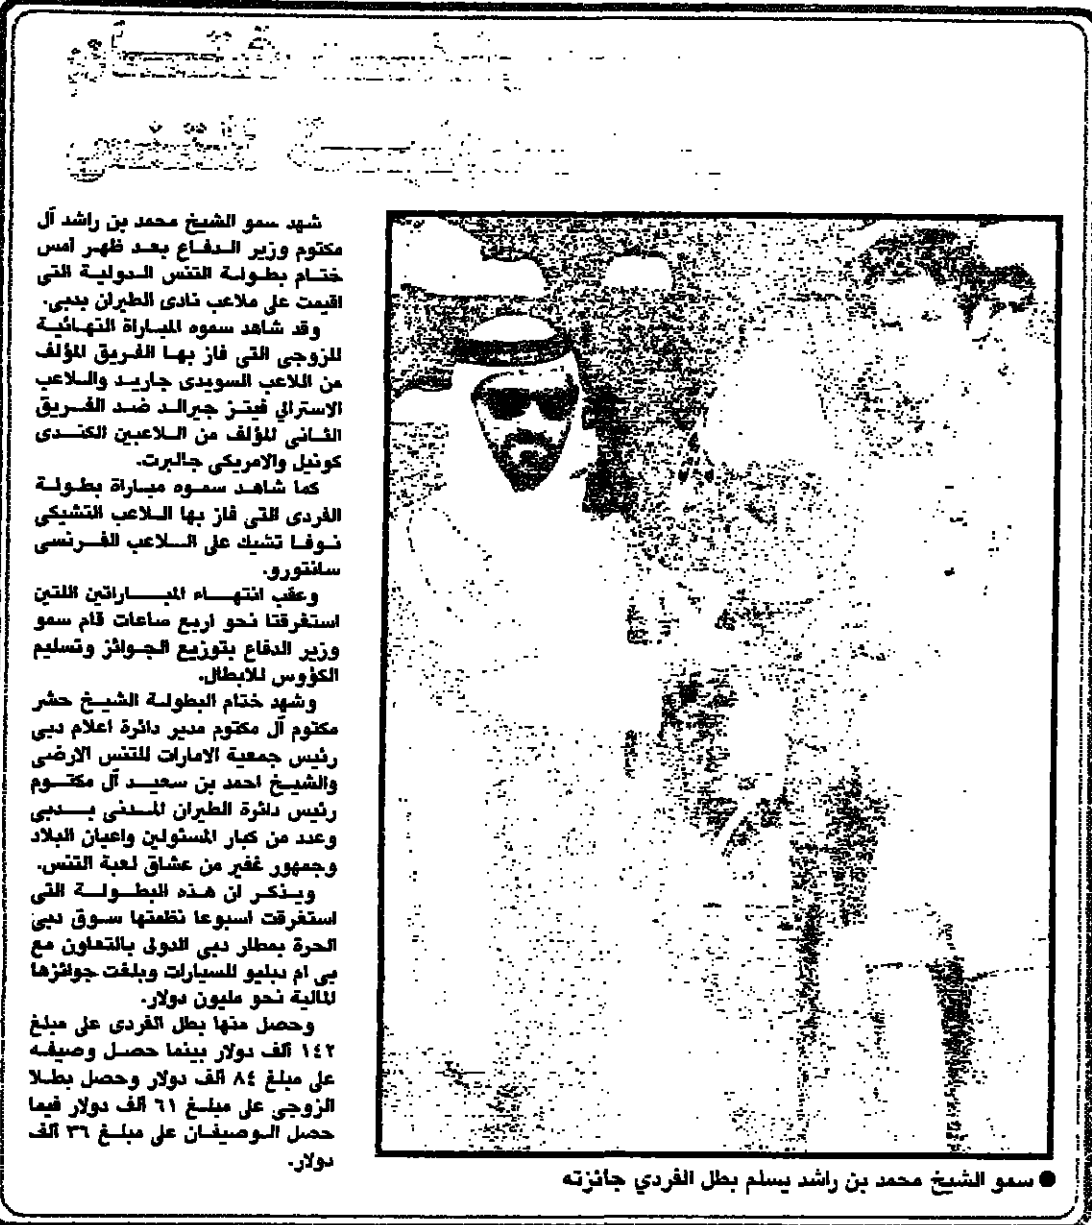 ختام
التنس
شهد سمو الشيخ محمد بن راشد آل
مكتوم وزير الدفاع بعد ظهر امس
ختام بطولة التنس الدولية التى
اقيمت على ملاعب نادى الطيران بدبى.
وقد شاهد سموه المباراة النهائية
للزوجى التى فاز بها الفريق المؤلف
من اللاعب السويدى جاريد واللاعب
الاسترالي فيتز جيرالد ضد الفريق
الثانى المؤلف من اللاعبين الكندى
كونيل والامريكى جالبرت.
كما شاهد سموه مباراة بطولة
الفردى التى فاز بها اللاعب التشيكى
نوفا تشيك على اللاعب الفرنسى
سانتورو.
وعقب انتهاء المباراتين اللتين
استغرقتا نحو اربع ساعات قام سمو
وزير الدفاع بتوزيع الجوائز وتسليم
الكؤوس للابطال.
وشهد ختام البطولة الشيخ حشر
مكتوم آل مكتوم مدير دائرة اعلام دبى
رئيس جمعية الامارات للتنس الارضى
والشيخ احمد بن سعيد آل مكتوم
رئيس دائرة الطيران المدنى بدبى
وعدد من كبار المسئولين واعيان البلاد
وجمهور غفير من عشاق لعبة التنس.
ويذكر ان هذه البطولة التى
استغرقت اسبوعا نظمتها سوق دبى
الحرة بمطار دبى الدولى بالتعاون مع
بى ام دبليو للسيارات وبلغت جوائزها
المالية نحو مليون دولار.
وحصل منها بطل الفردى على مبلغ
١٤٢ الف دولار بينما حصل وصيفه
على مبلغ ٨٤ الف دولار وحصل بطلا
الزوجى على مبلغ ٦١ الف دولار فيما
حصل الوصيفان على مبلغ ٣٦ الف
دولار.
● سمو الشيخ محمد بن راشد يسلم بطل الفردي جائزته